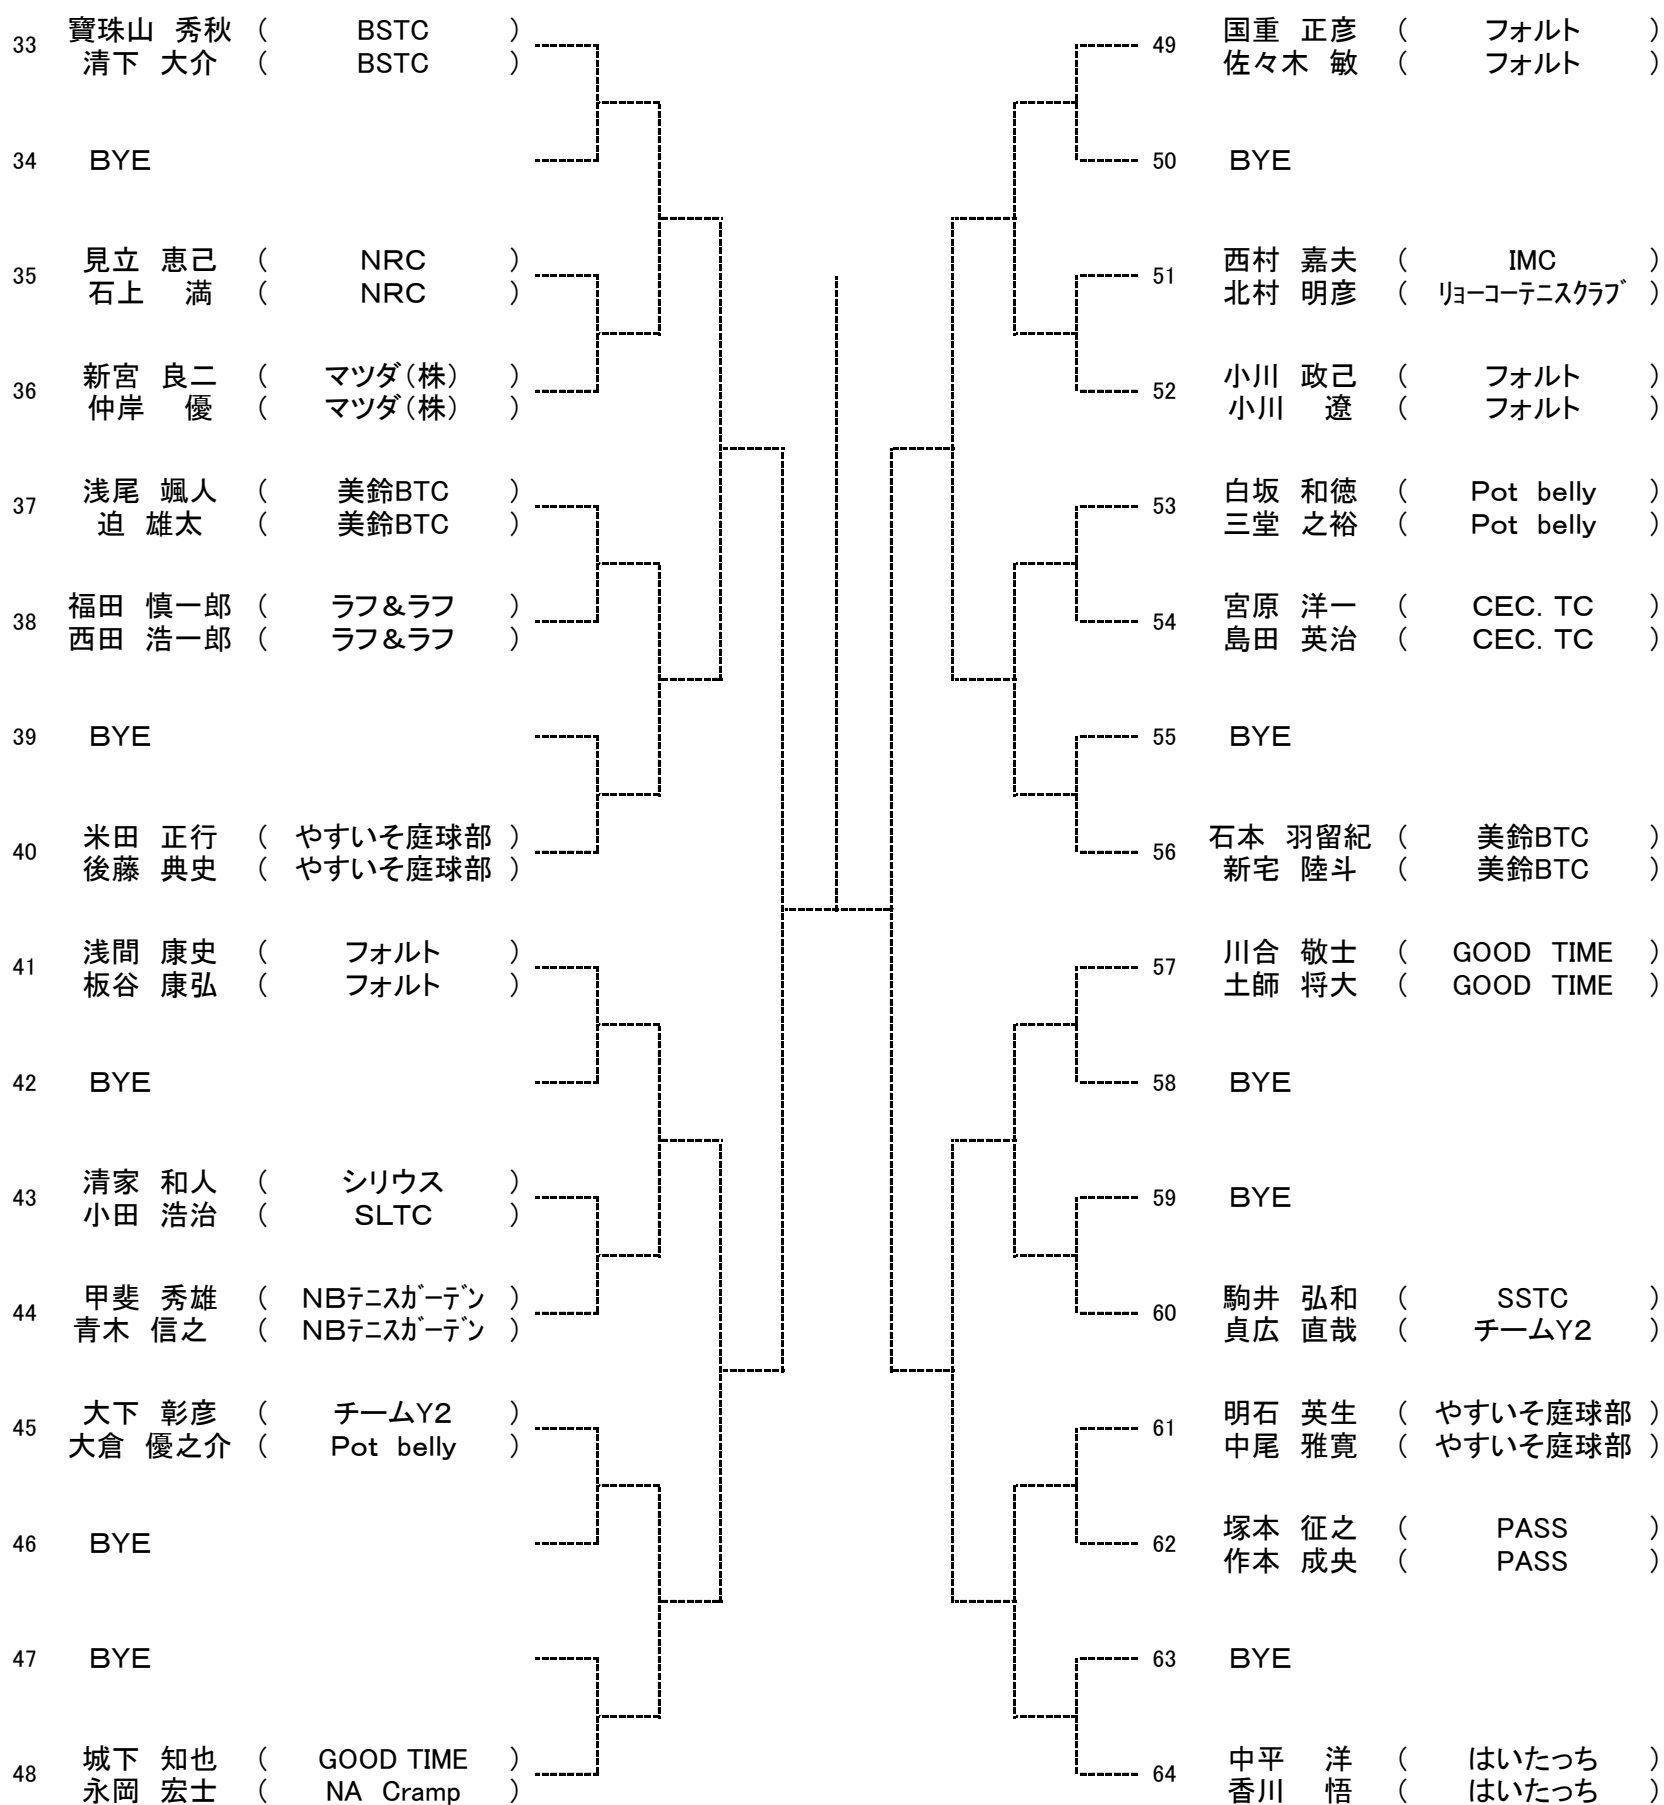 33 寶珠山 秀秋 ( BSTC )
清下 大介 ( BSTC )
34 BYE
35 見立 恵己 ( NRC )
石上 満 ( NRC )
36 新宮 良二 ( マツダ(株) )
仲岸 優 ( マツダ(株) )
37 浅尾 颯人 ( 美鈴BTC )
迫 雄太 ( 美鈴BTC )
38 福田 慎一郎 ( ラフ&ラフ )
西田 浩一郎 ( ラフ&ラフ )
39 BYE
40 米田 正行 ( やすいそ庭球部 )
後藤 典史 ( やすいそ庭球部 )
41 浅間 康史 ( フォルト )
板谷 康弘 ( フォルト )
42 BYE
43 清家 和人 ( シリウス )
小田 浩治 ( SLTC )
44 甲斐 秀雄 ( NBテニスガーデン )
青木 信之 ( NBテニスガーデン )
45 大下 彰彦 ( チームY2 )
大倉 優之介 ( Pot belly )
46 BYE
47 BYE
48 城下 知也 ( GOOD TIME )
永岡 宏士 ( NA Cramp )
49 国重 正彦 ( フォルト )
佐々木 敏 ( フォルト )
50 BYE
51 西村 嘉夫 ( IMC )
北村 明彦 ( リョーコーテニスクラブ )
52 小川 政己 ( フォルト )
小川 遼 ( フォルト )
53 白坂 和徳 ( Pot belly )
三堂 之裕 ( Pot belly )
54 宮原 洋一 ( CEC. TC )
島田 英治 ( CEC. TC )
55 BYE
56 石本 羽留紀 ( 美鈴BTC )
新宅 陸斗 ( 美鈴BTC )
57 川合 敬士 ( GOOD TIME )
土師 将大 ( GOOD TIME )
58 BYE
59 BYE
60 駒井 弘和 ( SSTC )
貞広 直哉 ( チームY2 )
61 明石 英生 ( やすいそ庭球部 )
中尾 雅寛 ( やすいそ庭球部 )
62 塚本 征之 ( PASS )
作本 成央 ( PASS )
63 BYE
64 中平 洋 ( はいたっち )
香川 悟 ( はいたっち )